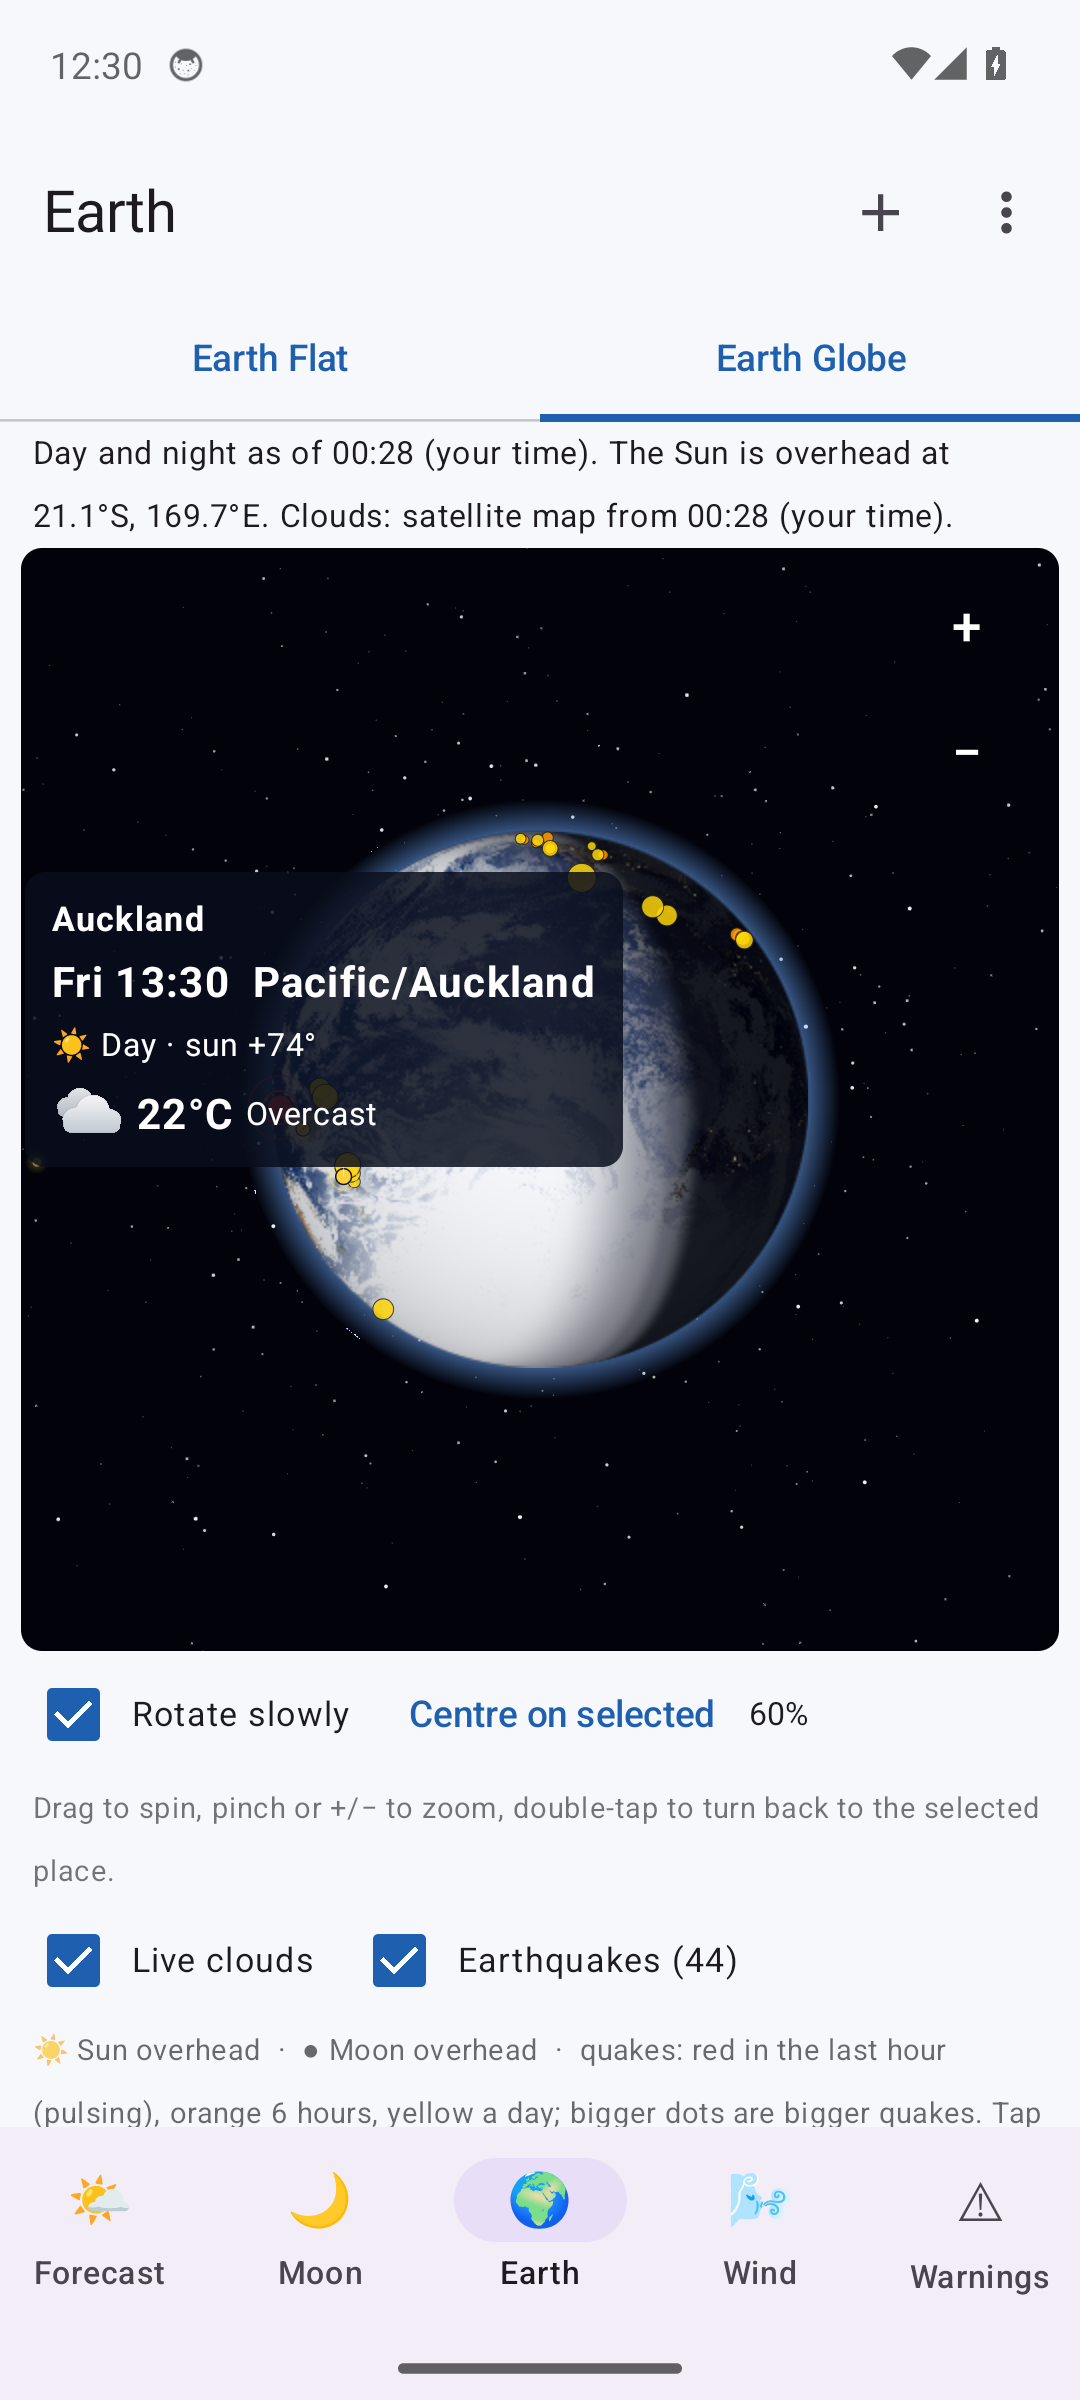 12:30
Earth
Earth Flat
Earth Globe
Day and night as of 00:28 (your time). The Sun is overhead at
21.1°S, 169.7°E. Clouds: satellite map from 00:28 (your time).
+
−
Auckland
Fri 13:30 Pacific/Auckland
☀️ Day · sun +74°
22°C Overcast
Rotate slowly
Centre on selected
60%
Drag to spin, pinch or +/− to zoom, double-tap to turn back to the selected
place.
Live clouds
Earthquakes (44)
☀️ Sun overhead · ● Moon overhead · quakes: red in the last hour
(pulsing), orange 6 hours, yellow a day; bigger dots are bigger quakes. Tap
Forecast
Moon
Earth
Wind
Warnings